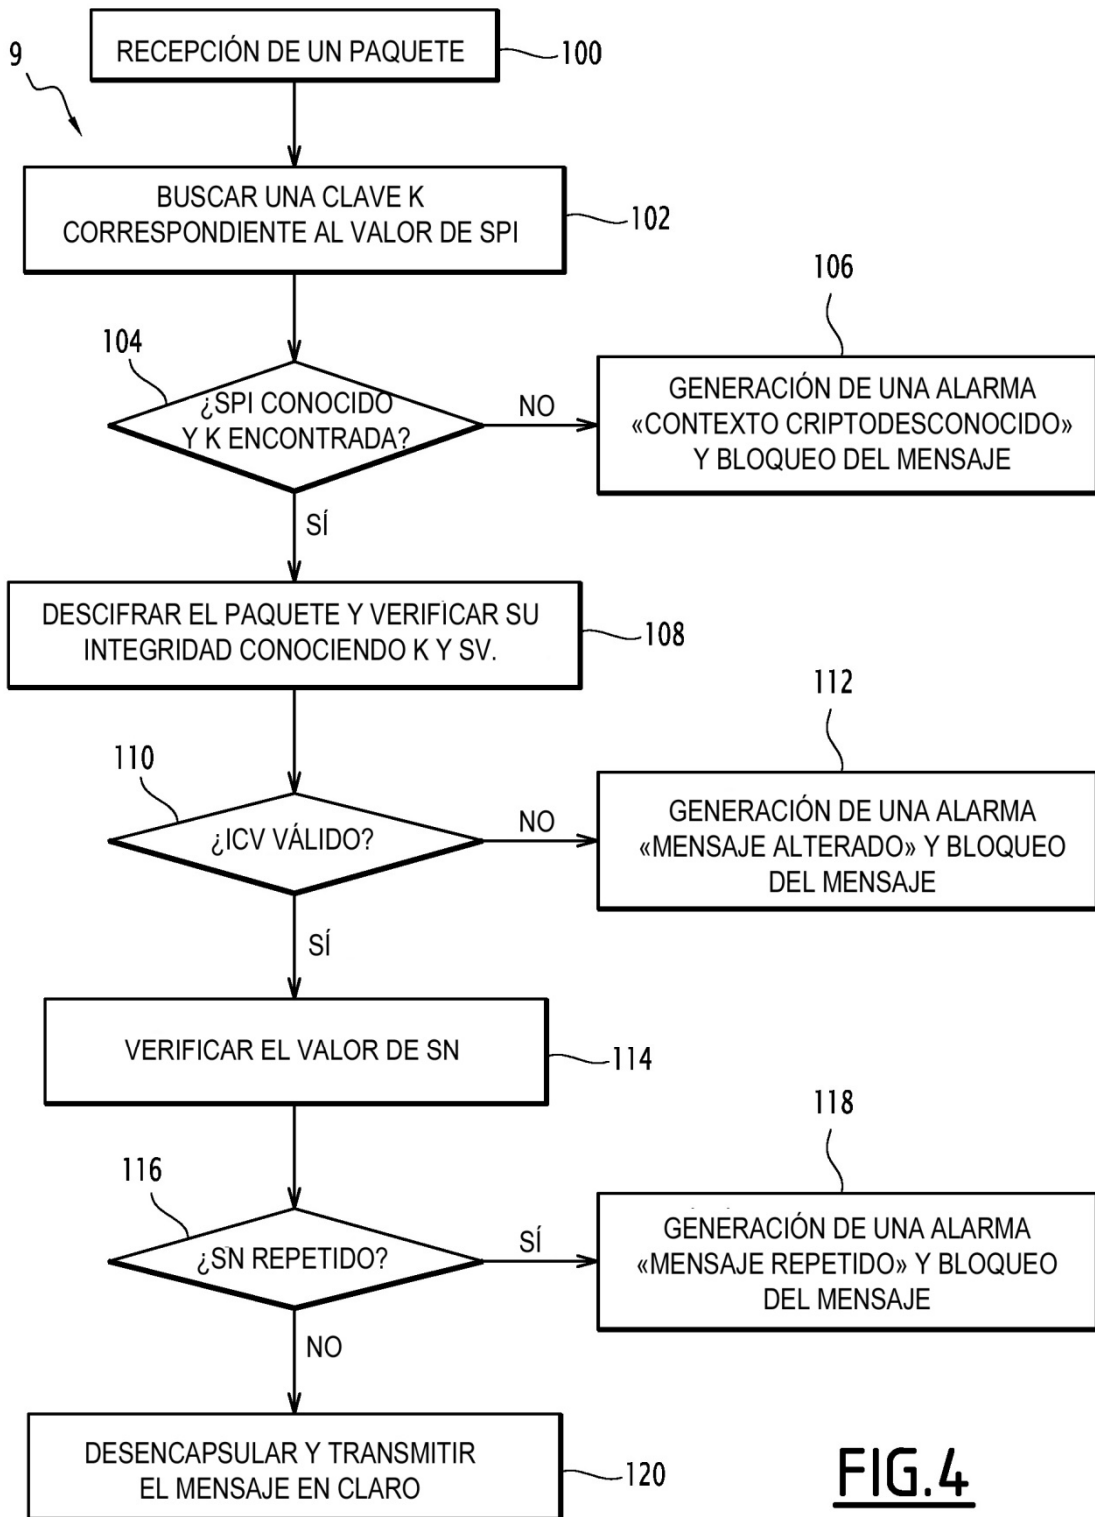 RECEPCIÓN DE UN PAQUETE
100
9
BUSCAR UNA CLAVE K
CORRESPONDIENTE AL VALOR DE SPI
102
104
¿SPI CONOCIDO
Y K ENCONTRADA?
NO
106
GENERACIÓN DE UNA ALARMA
«CONTEXTO CRIPTODESCONOCIDO»
Y BLOQUEO DEL MENSAJE
SÍ
DESCIFRAR EL PAQUETE Y VERIFICAR SU
INTEGRIDAD CONOCIENDO K Y SV.
108
110
¿ICV VÁLIDO?
NO
112
GENERACIÓN DE UNA ALARMA
«MENSAJE ALTERADO» Y BLOQUEO
DEL MENSAJE
SÍ
VERIFICAR EL VALOR DE SN
114
116
¿SN REPETIDO?
SÍ
118
GENERACIÓN DE UNA ALARMA
«MENSAJE REPETIDO» Y BLOQUEO
DEL MENSAJE
NO
DESENCAPSULAR Y TRANSMITIR
EL MENSAJE EN CLARO
120
FIG.4